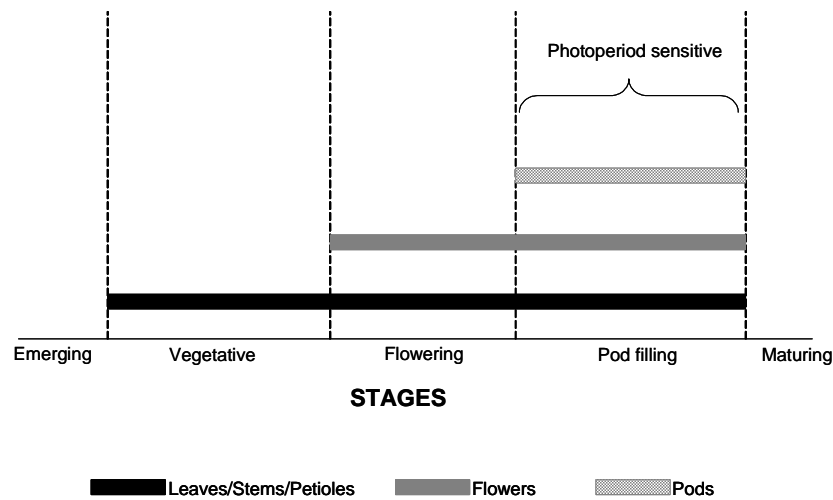 Photoperiod sensitive
Emerging Vegetative Flowering Pod filling Maturing
STAGES
Leaves/Stems/Petioles Flowers Pods